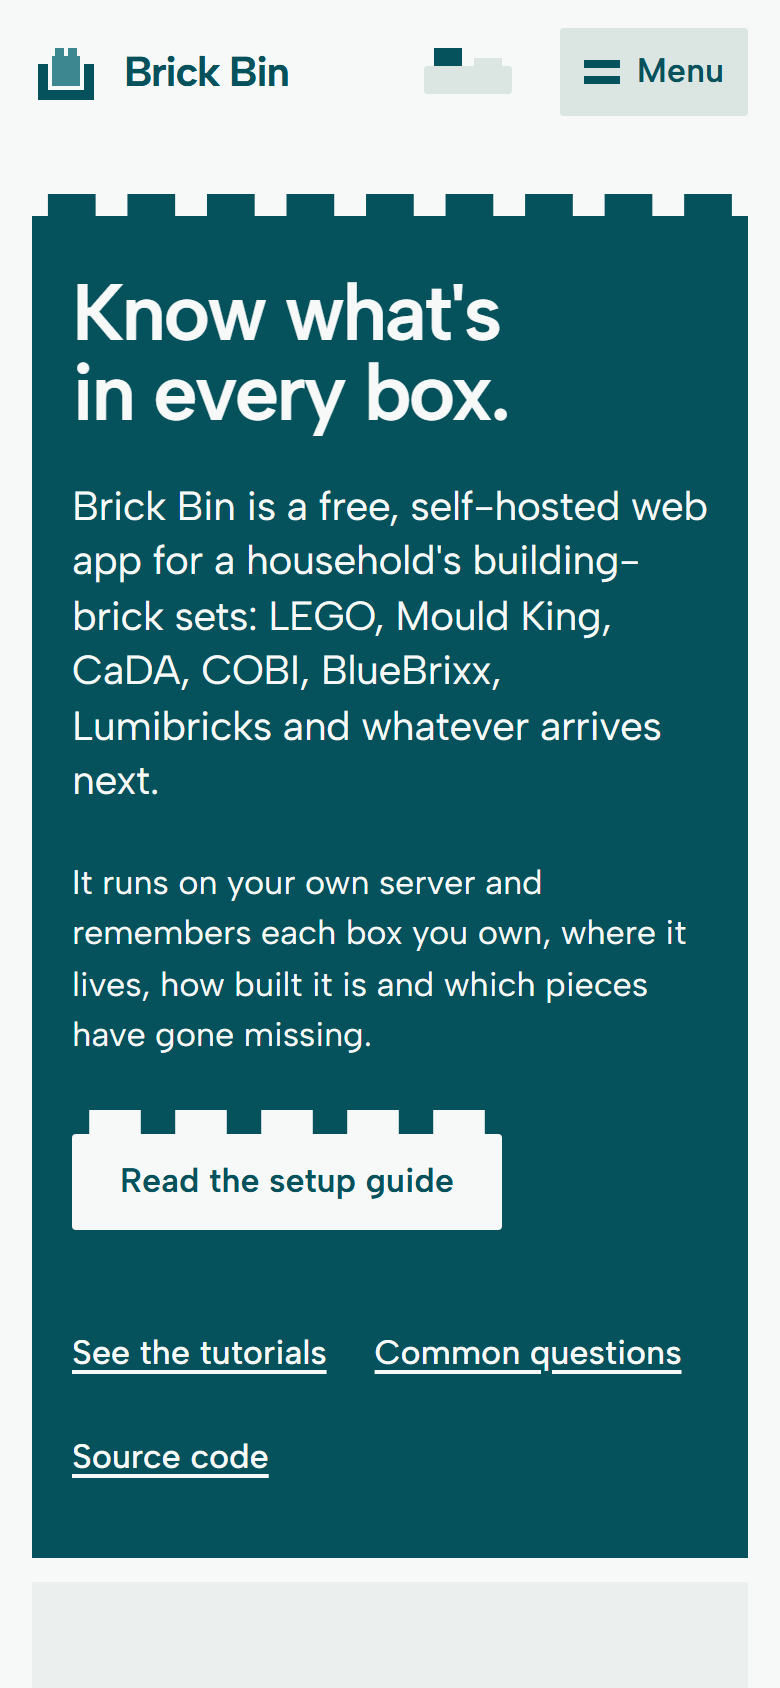 Brick Bin
Menu
Know what's
in every box.
Brick Bin is a free, self-hosted web
app for a household's building-
brick sets: LEGO, Mould King,
CaDA, COBI, BlueBrixx,
Lumibricks and whatever arrives
next.
It runs on your own server and
remembers each box you own, where it
lives, how built it is and which pieces
have gone missing.
Read the setup guide
See the tutorials
Common questions
Source code